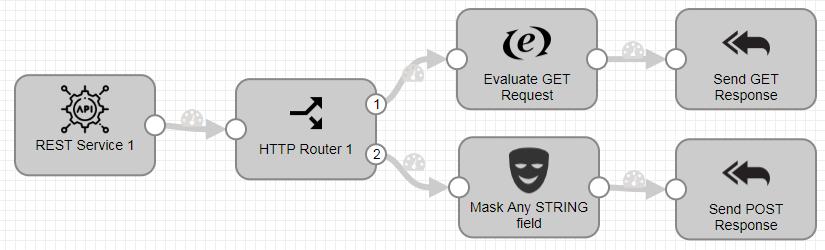 API
REST Service 1
HTTP Router 1
1
2
e
Evaluate GET
Request
Send GET
Response
Mask Any STRING
field
Send POST
Response